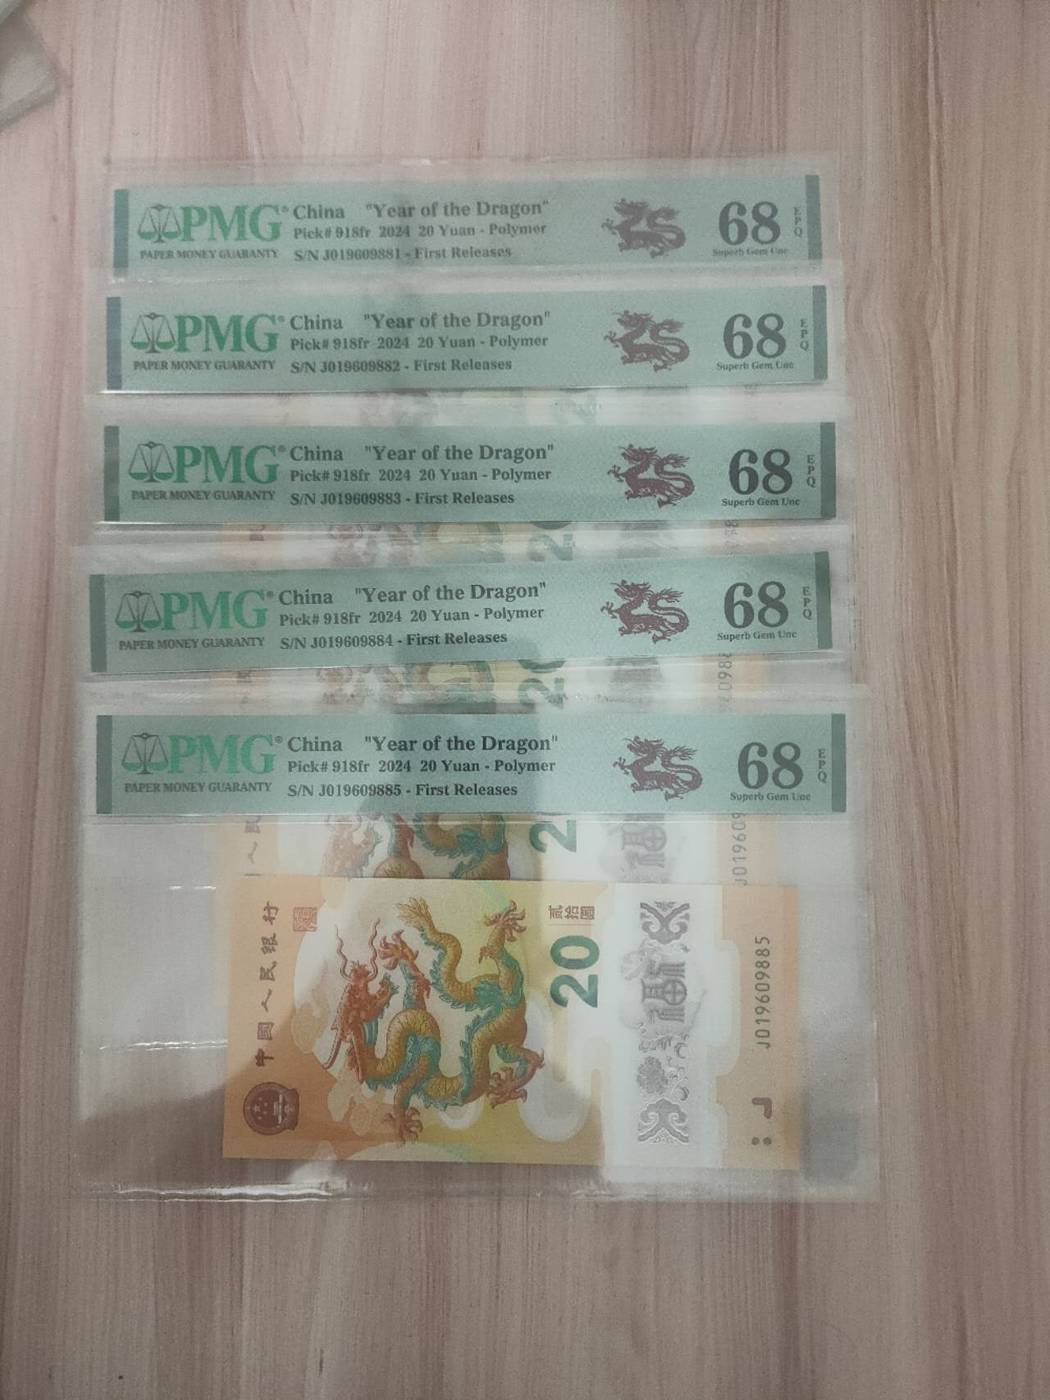 PMG® China "Year of the Dragon"
Pick# 918fr 2024 20 Yuan - Polymer
PAPER MONEY GUARANTY S/N J019609881 - First Releases
68 EPQ
Superb Gem Unc
PMG® China "Year of the Dragon"
Pick# 918fr 2024 20 Yuan - Polymer
PAPER MONEY GUARANTY S/N J019609882 - First Releases
68 EPQ
Superb Gem Unc
PMG® China "Year of the Dragon"
Pick# 918fr 2024 20 Yuan - Polymer
PAPER MONEY GUARANTY S/N J019609883 - First Releases
68 EPQ
Superb Gem Unc
PMG® China "Year of the Dragon"
Pick# 918fr 2024 20 Yuan - Polymer
PAPER MONEY GUARANTY S/N J019609884 - First Releases
68 EPQ
Superb Gem Unc
PMG® China "Year of the Dragon"
Pick# 918fr 2024 20 Yuan - Polymer
PAPER MONEY GUARANTY S/N J019609885 - First Releases
68 EPQ
Superb Gem Unc
中国人民银行
贰拾圆
20
J019609885